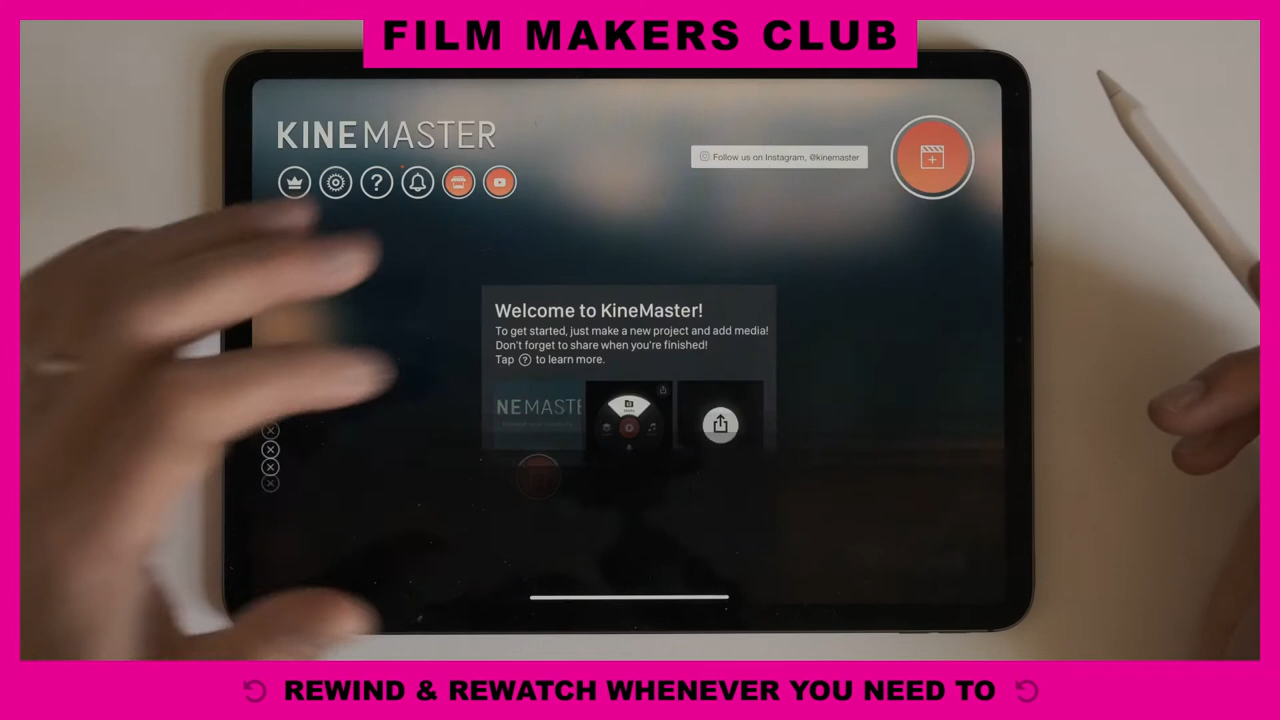 FILM MAKERS CLUB
KINEMASTER
Follow us on Instagram, @kinemaster
Welcome to KineMaster!
To get started, just make a new project and add media!
Don't forget to share when you're finished!
Tap ? to learn more.
NEMASTE
REWIND & REWATCH WHENEVER YOU NEED TO